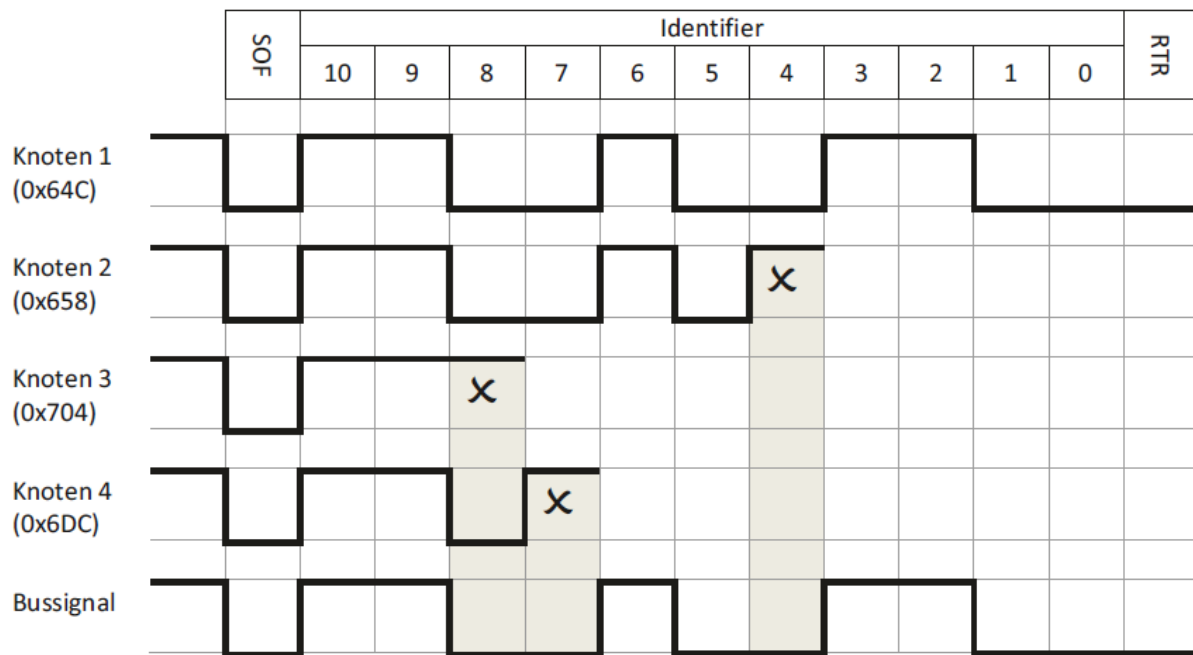 SOF
Identifier
RTR
10 9 8 7 6 5 4 3 2 1 0
Knoten 1
(0x64C)
Knoten 2
(0x658)
x
Knoten 3
(0x704)
x
Knoten 4
(0x6DC)
x
Bussignal